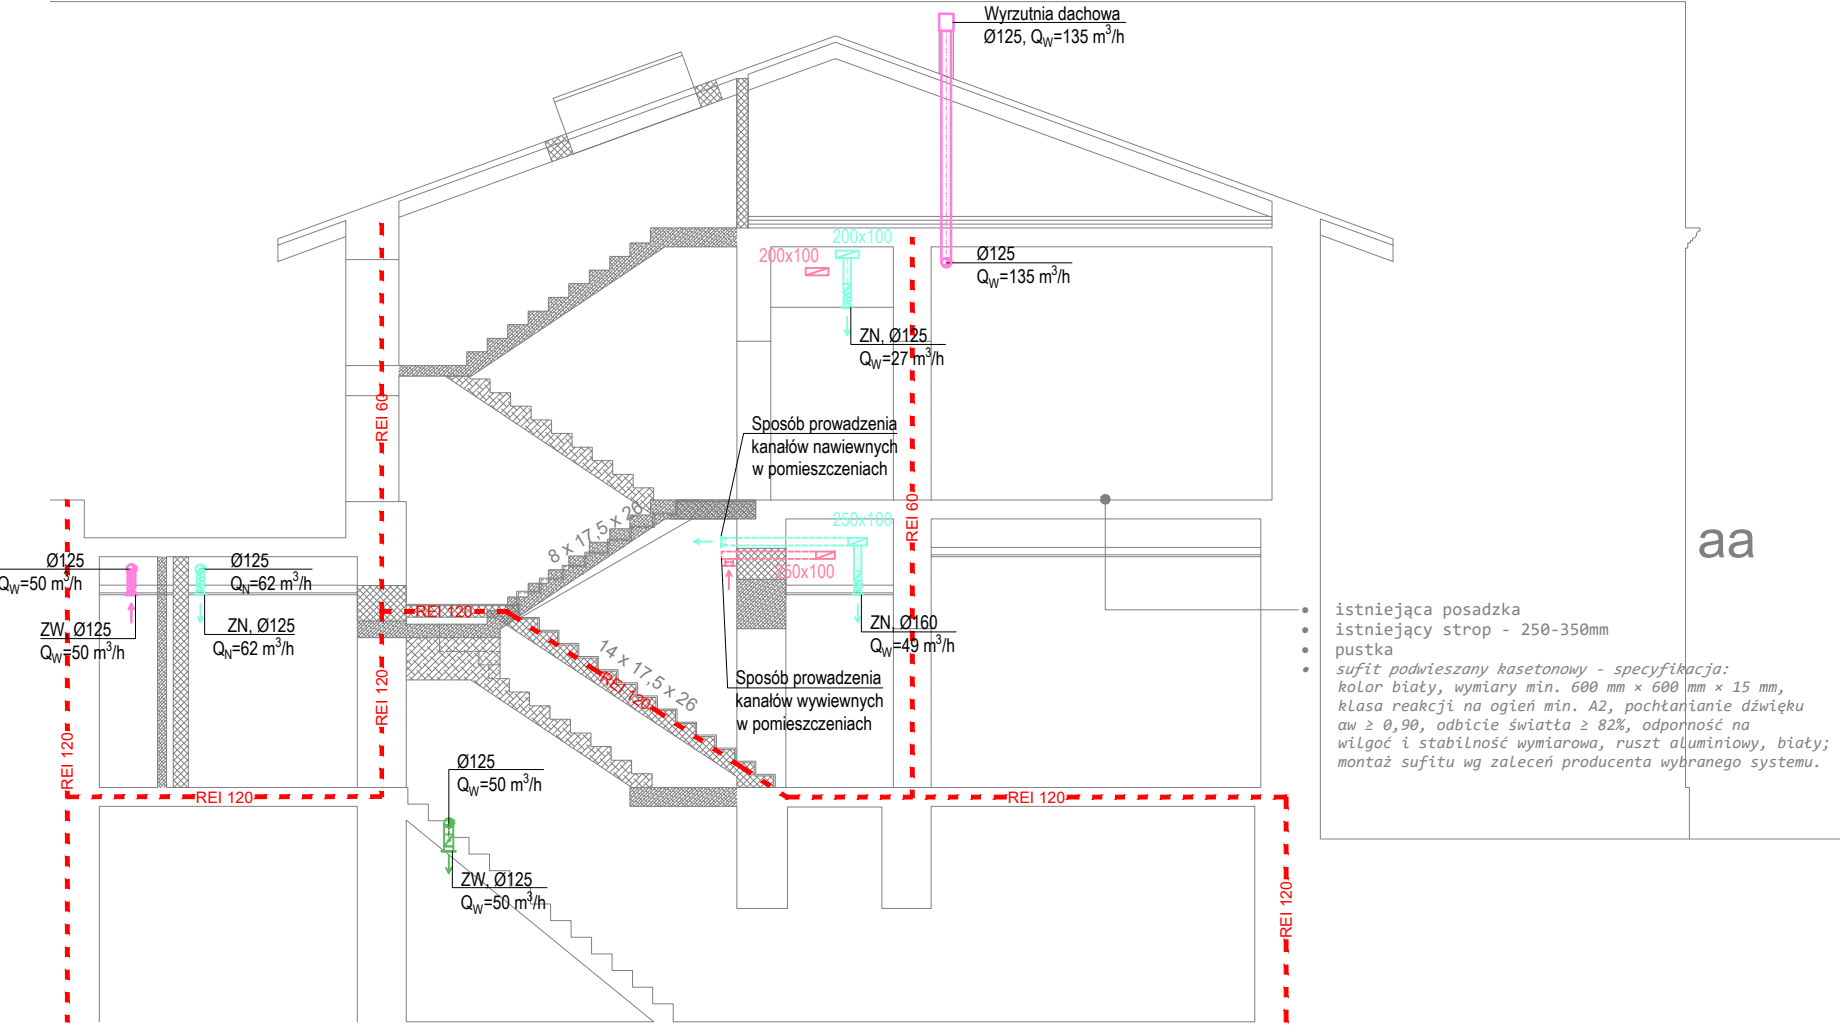 Wyrzutnia dachowa
Ø125, QW=135 m³/h
200x100
200x100
Ø125
QW=135 m³/h
ZN, Ø125
QW=27 m³/h
REI 60
Sposób prowadzenia
kanałów nawiewnych
w pomieszczeniach
REI 60
8 x 17,5 x 26
250x100
250x100
aa
Ø125
QW=50 m³/h
Ø125
QN=62 m³/h
ZW, Ø125
QW=50 m³/h
ZN, Ø125
QN=62 m³/h
REI 120
ZN, Ø160
QW=49 m³/h
14 x 17,5 x 26
REI 120
REI 120
REI 120
Sposób prowadzenia
kanałów wywiewnych
w pomieszczeniach
• istniejąca posadzka
• istniejący strop - 250-350mm
• pustka
• sufit podwieszany kasetonowy - specyfikacja:
kolor biały, wymiary min. 600 mm × 600 mm × 15 mm,
klasa reakcji na ogień min. A2, pochłanianie dźwięku
αw ≥ 0,90, odbicie światła ≥ 82%, odporność na
wilgoć i stabilność wymiarowa, ruszt aluminiowy, biały;
montaż sufitu wg zaleceń producenta wybranego systemu.
Ø125
QW=50 m³/h
REI 120
REI 120
ZW, Ø125
QW=50 m³/h
REI 120